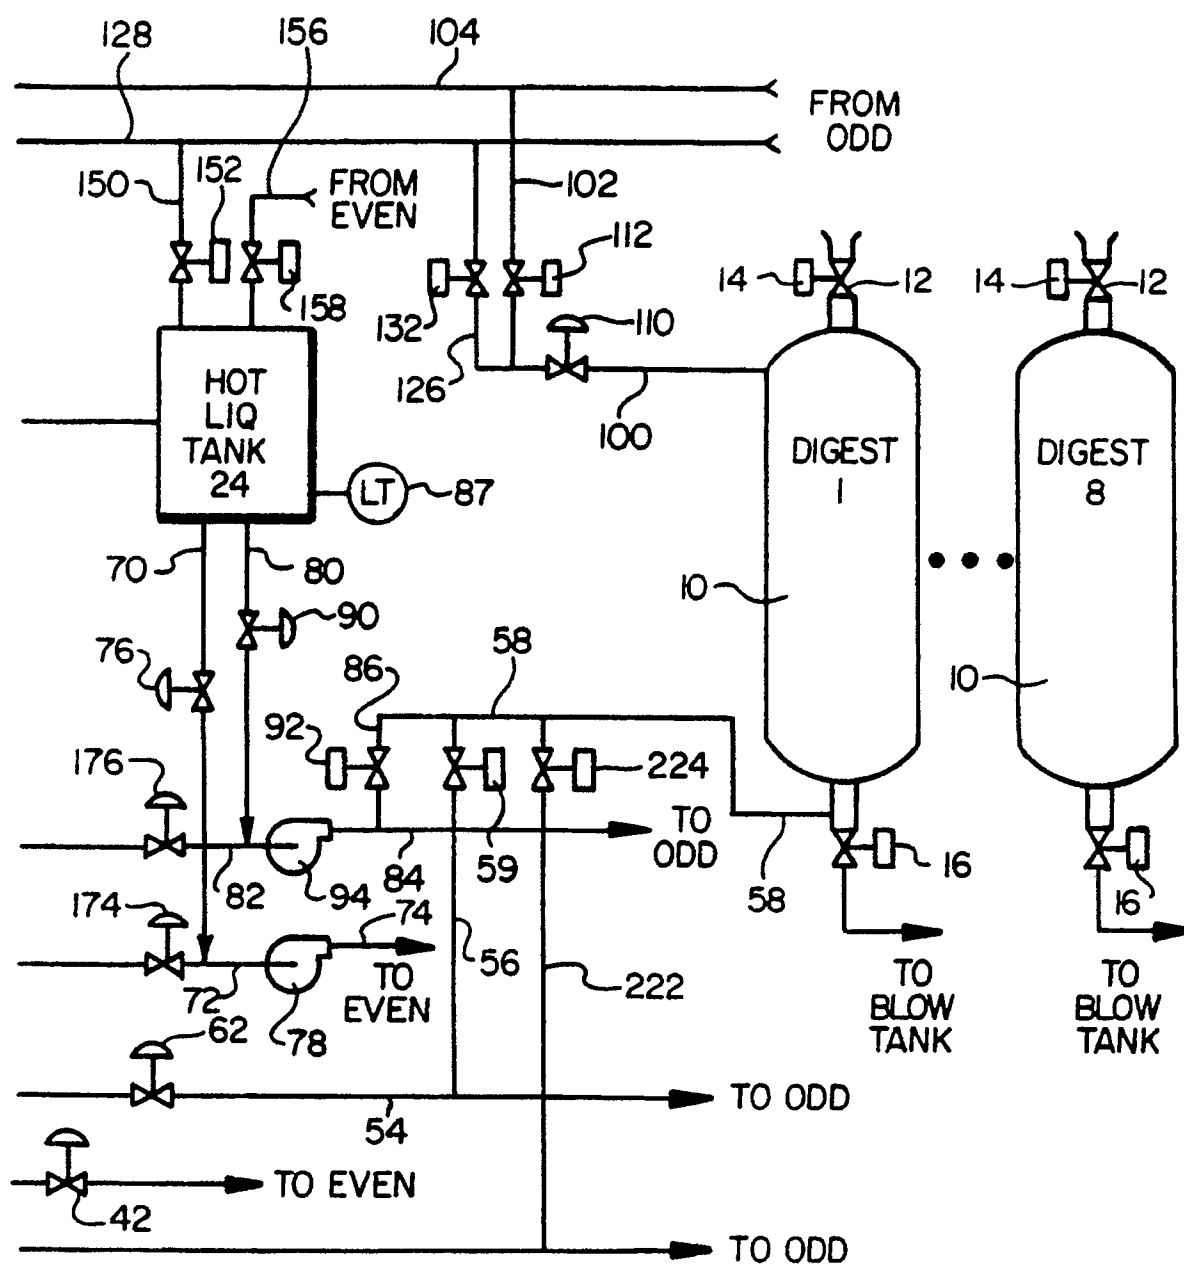 128
156
104
FROM
ODD
150
152
FROM
EVEN
102
112
14
12
14
12
158
132
110
126
100
HOT
LIQ
TANK
24
LT
87
DIGEST
1
DIGEST
8
70
80
10
90
76
86
58
10
92
224
176
TO
ODD
59
16
16
82
94
84
58
174
74
56
TO
EVEN
72
222
TO
BLOW
TANK
TO
BLOW
TANK
62
78
54
TO ODD
TO EVEN
42
TO ODD